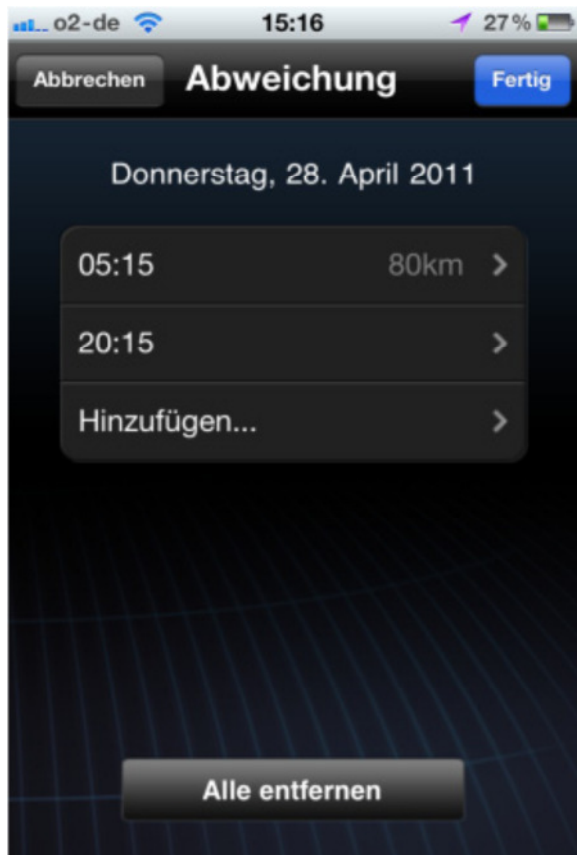 o2-de 15:16 27%
Abbrechen Abweichung Fertig
Donnerstag, 28. April 2011
05:15 80km
20:15
Hinzufügen...
Alle entfernen